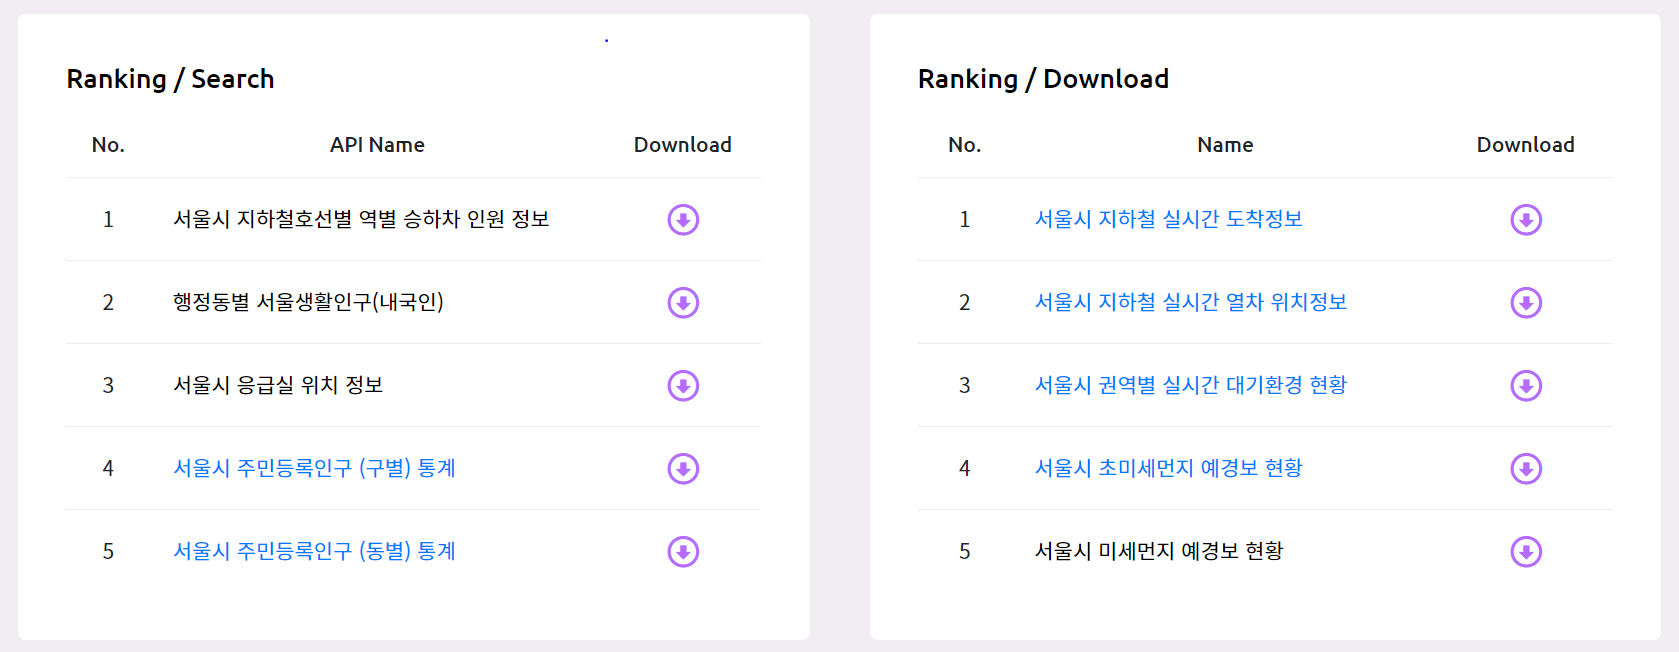 Ranking / Search
No. API Name Download
1 서울시 지하철호선별 역별 승하차 인원 정보
2 행정동별 서울생활인구(내국인)
3 서울시 응급실 위치 정보
4 서울시 주민등록인구 (구별) 통계
5 서울시 주민등록인구 (동별) 통계
Ranking / Download
No. Name Download
1 서울시 지하철 실시간 도착정보
2 서울시 지하철 실시간 열차 위치정보
3 서울시 권역별 실시간 대기환경 현황
4 서울시 초미세먼지 예경보 현황
5 서울시 미세먼지 예경보 현황